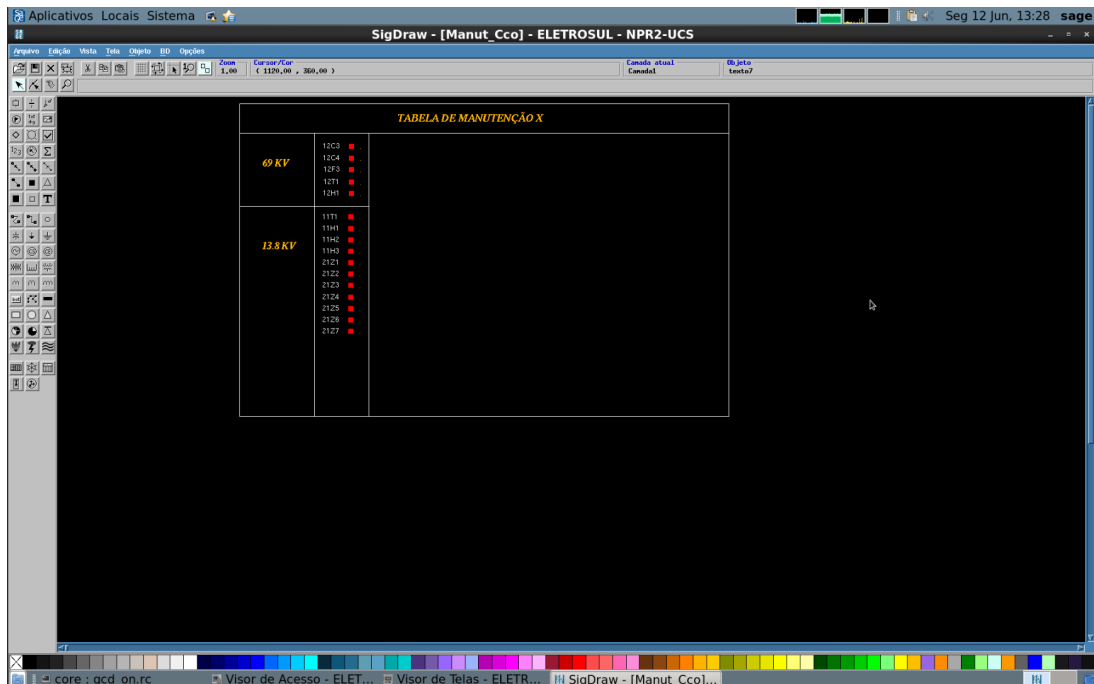 Aplicativos Locais Sistema
Seg 12 Jun, 13:28 sage
SigDraw - [Manut_Cco] - ELETROSUL - NPR2-UCS
Arquivo Edição Vista Tela Objeto BD Opções
Zoom Cursor/Cor Camada atual Objeto
1,00 ( 1120,00 , 360,00 ) Camada1 texto7
TABELA DE MANUTENÇÃO X
69 KV
12C3
12C4
12F3
12T1
12H1
13.8 KV
11T1
11H1
11H2
11H3
21Z1
21Z2
21Z3
21Z4
21Z5
21Z6
21Z7
core : gcd_on.rc
Visor de Acesso - ELET...
Visor de Telas - ELETR...
SigDraw - [Manut_Cco]...